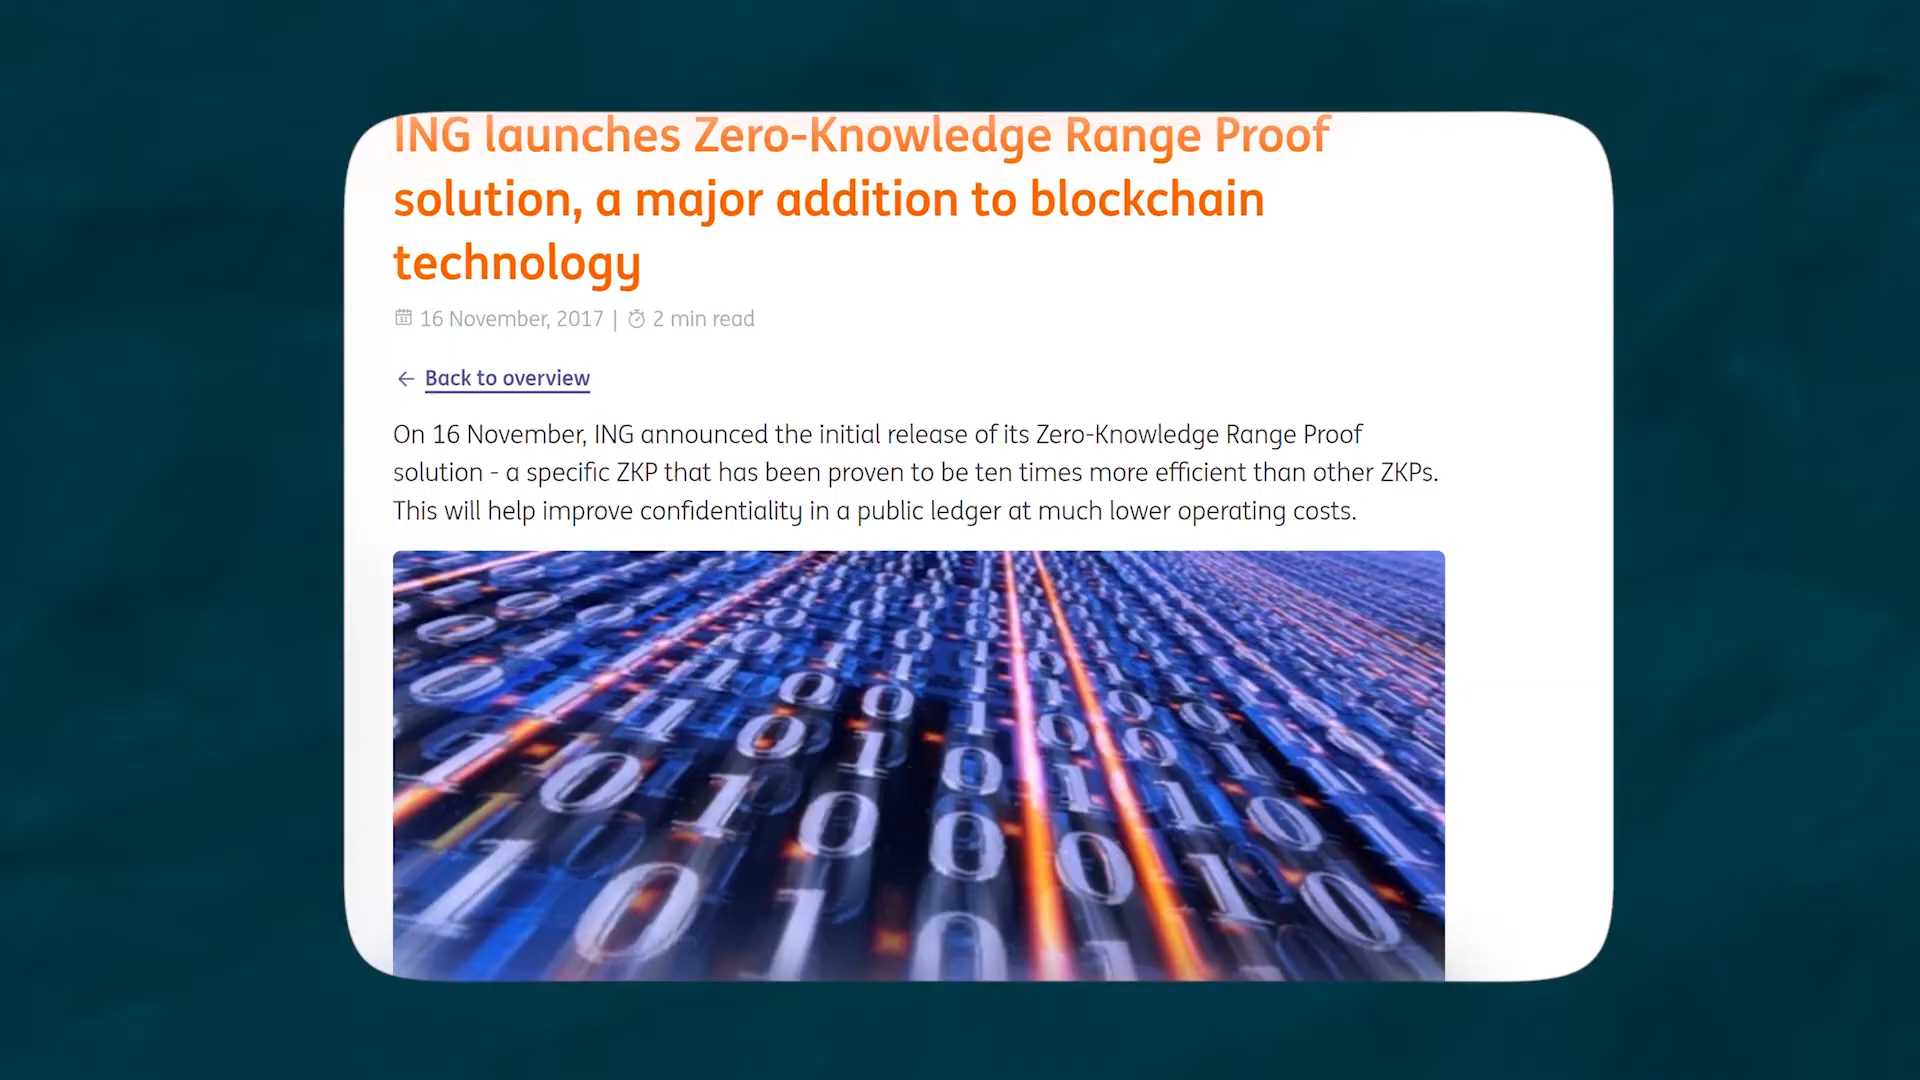 ING launches Zero-Knowledge Range Proof
solution, a major addition to blockchain
technology
16 November, 2017 | 2 min read
Back to overview
On 16 November, ING announced the initial release of its Zero-Knowledge Range Proof
solution - a specific ZKP that has been proven to be ten times more efficient than other ZKPs.
This will help improve confidentiality in a public ledger at much lower operating costs.